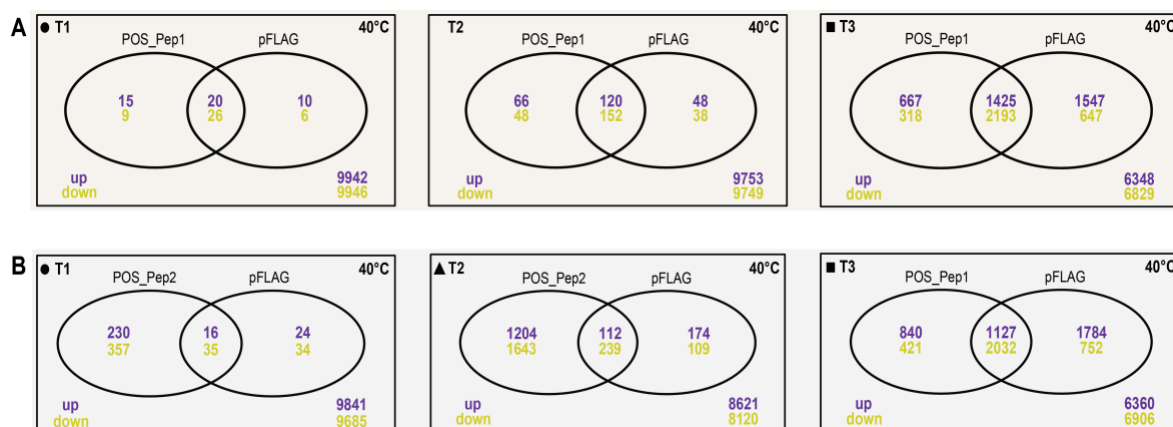 A
T1
40°C
POS_Pep1
pFLAG
15
20
10
9
26
6
up
9942
down
9946
T2
40°C
POS_Pep1
pFLAG
66
120
48
48
152
38
up
9753
down
9749
T3
40°C
POS_Pep1
pFLAG
667
1425
1547
318
2193
647
up
6348
down
6829
B
T1
40°C
POS_Pep2
pFLAG
230
16
24
357
35
34
up
9841
down
9685
T2
40°C
POS_Pep2
pFLAG
1204
112
174
1643
239
109
up
8621
down
8120
T3
40°C
POS_Pep1
pFLAG
840
1127
1784
421
2032
752
up
6360
down
6906